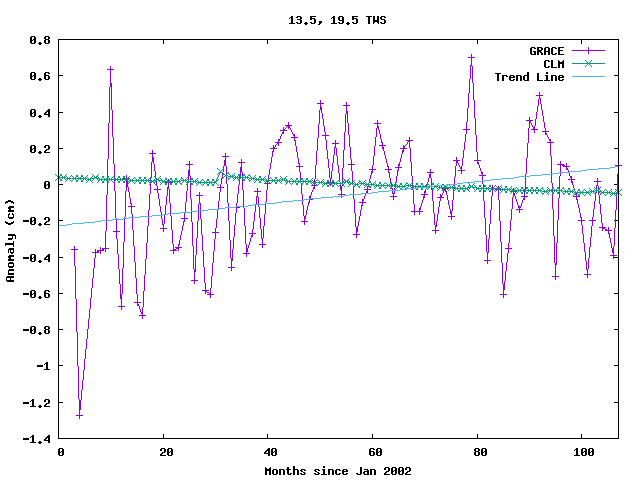 13.5, 19.5 TWS
GRACE
CLM
Trend Line
0.8
0.6
0.4
0.2
0
-0.2
-0.4
-0.6
-0.8
-1
-1.2
-1.4
Anomaly (cm)
0 20 40 60 80 100
Months since Jan 2002